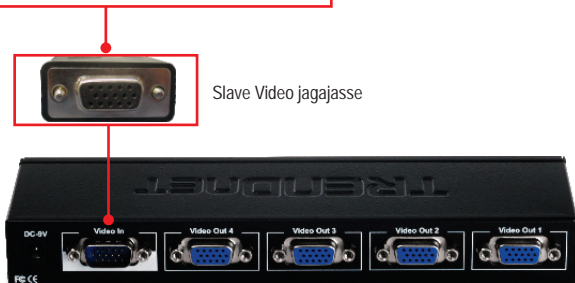 Slave Video jagajasse
TRENDnET
DC-9V
Video In
Video Out 4
Video Out 3
Video Out 2
Video Out 1
FC CE